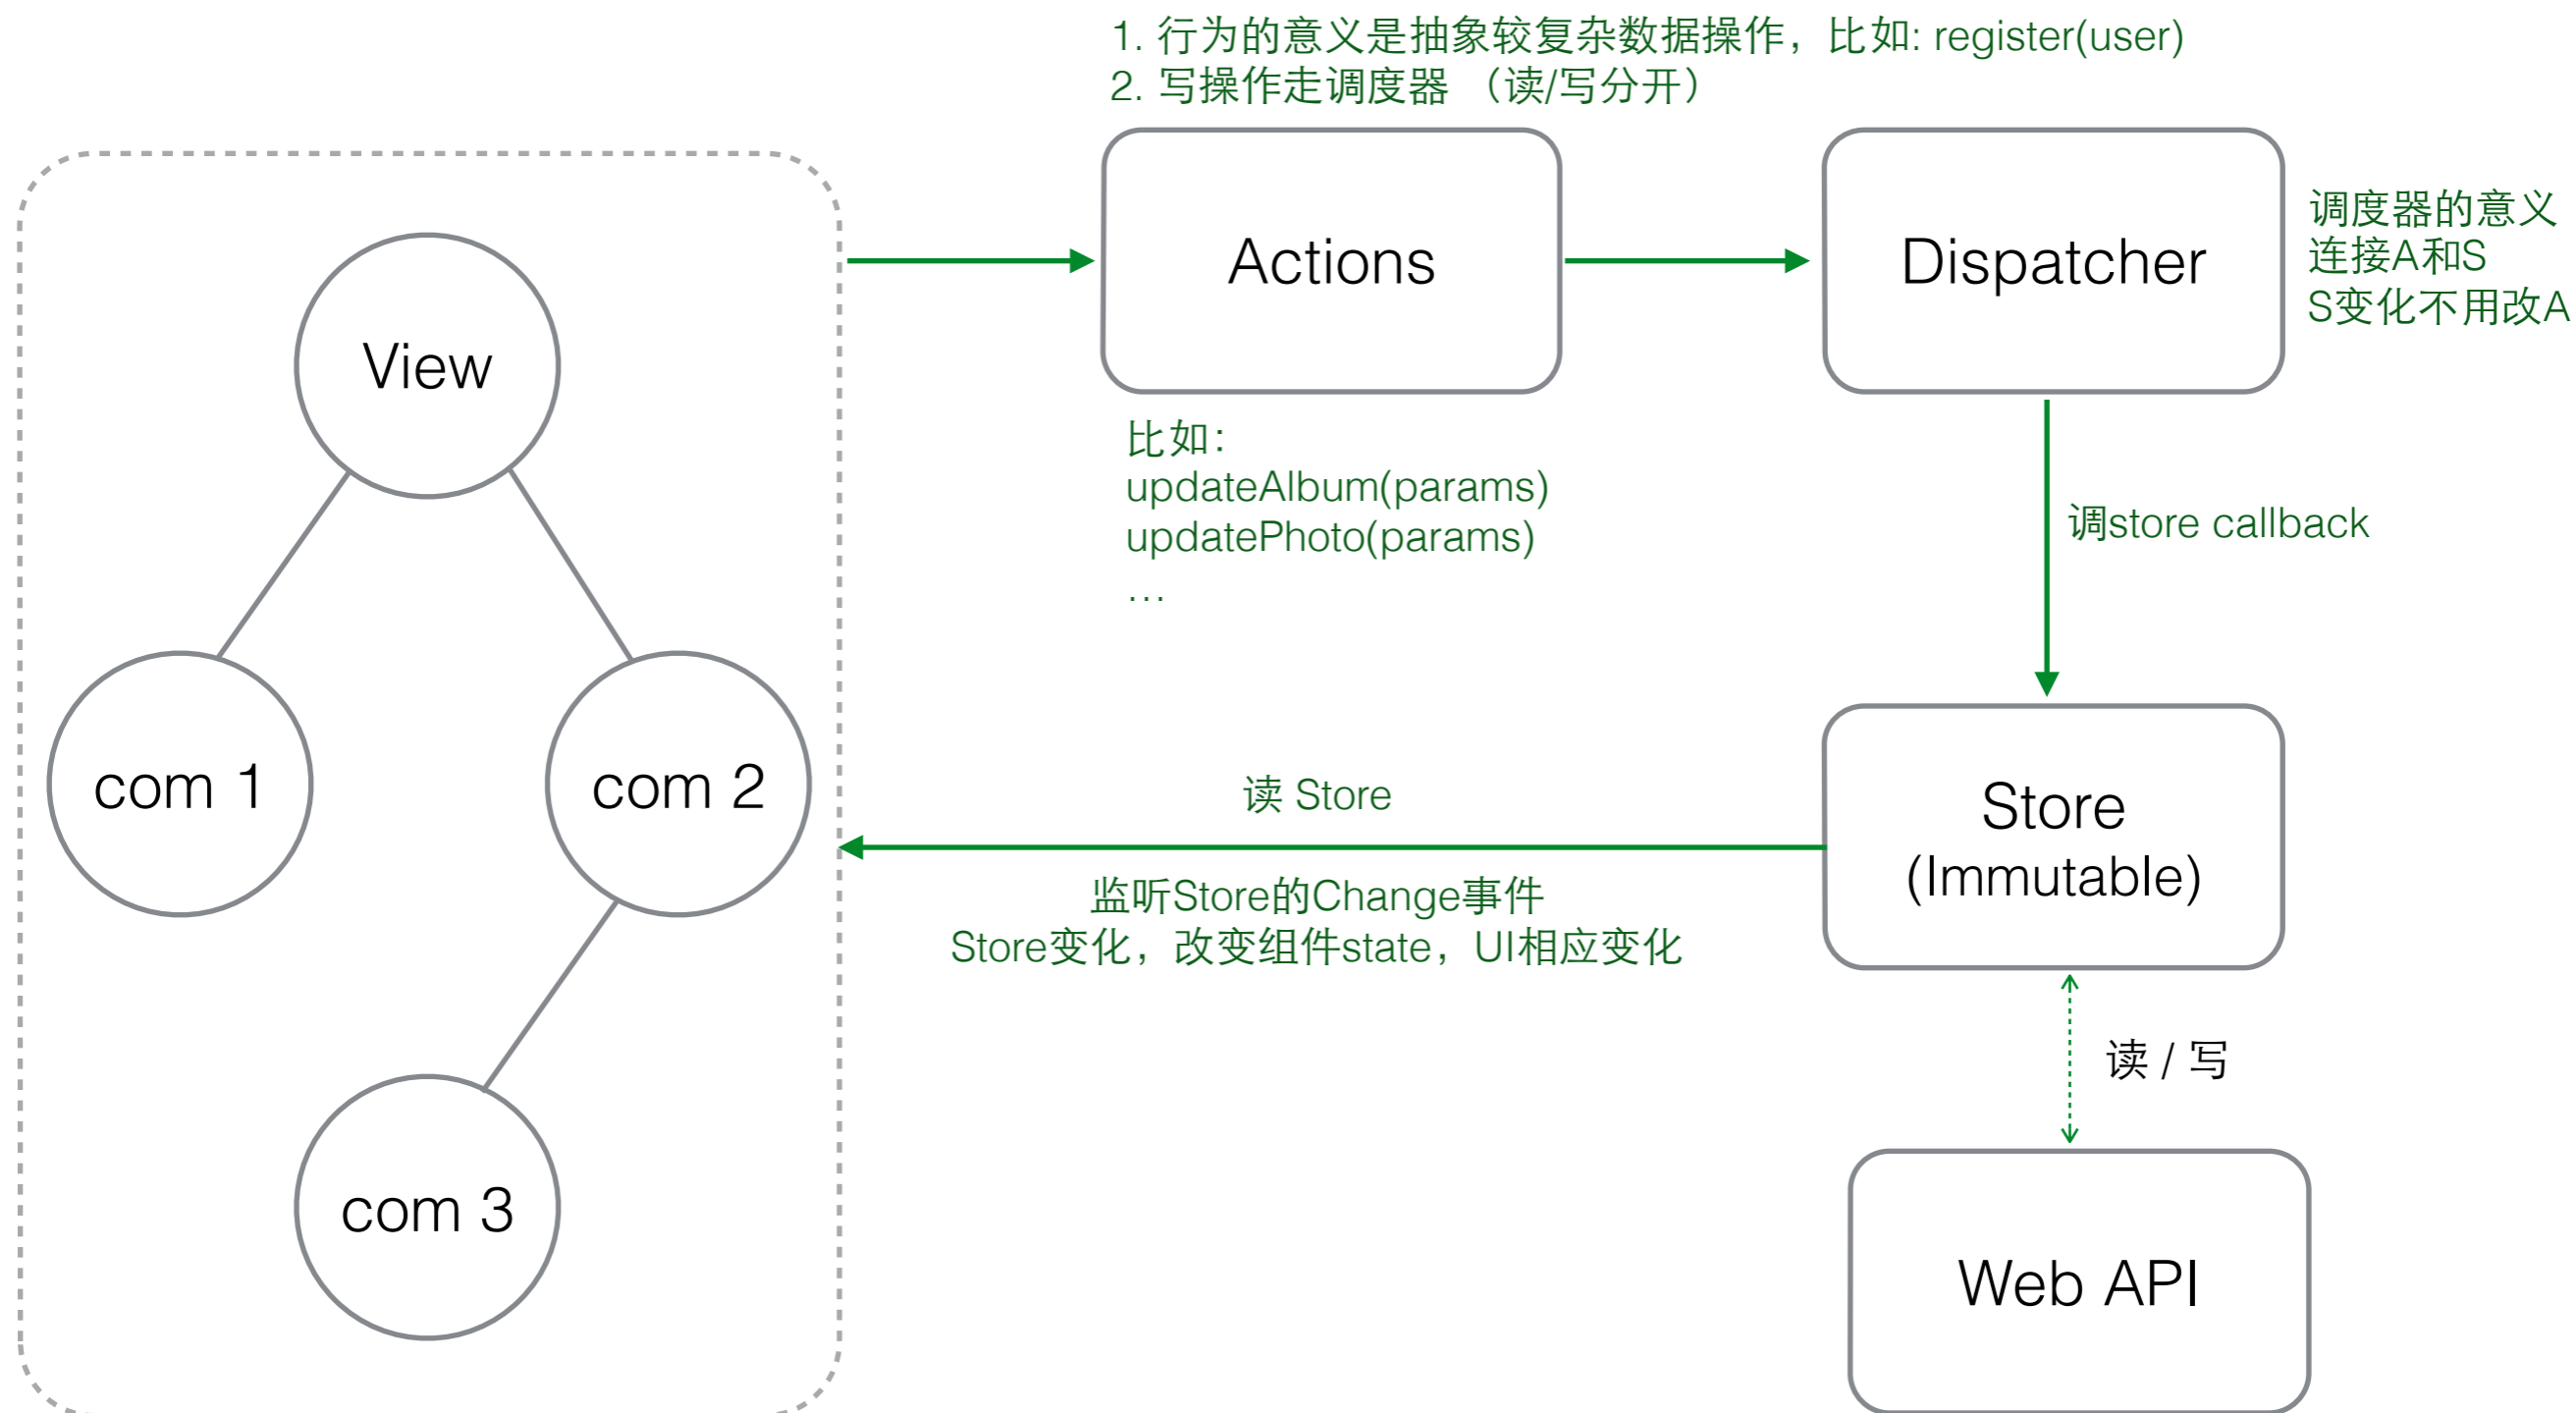 1. 行为的意义是抽象较复杂数据操作，比如: register(user)
2. 写操作走调度器 （读/写分开）
View
Actions
Dispatcher
调度器的意义
连接A和S
S变化不用改A
比如：
updateAlbum(params)
updatePhoto(params)
…
调store callback
com 1
com 2
读 Store
监听Store的Change事件
Store变化，改变组件state，UI相应变化
Store
(Immutable)
读 / 写
com 3
Web API